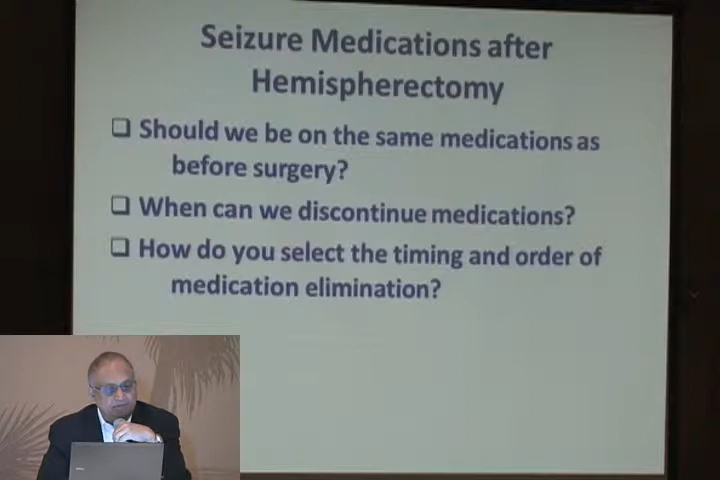 Seizure Medications after
Hemispherectomy
❑ Should we be on the same medications as
before surgery?
❑ When can we discontinue medications?
❑ How do you select the timing and order of
medication elimination?